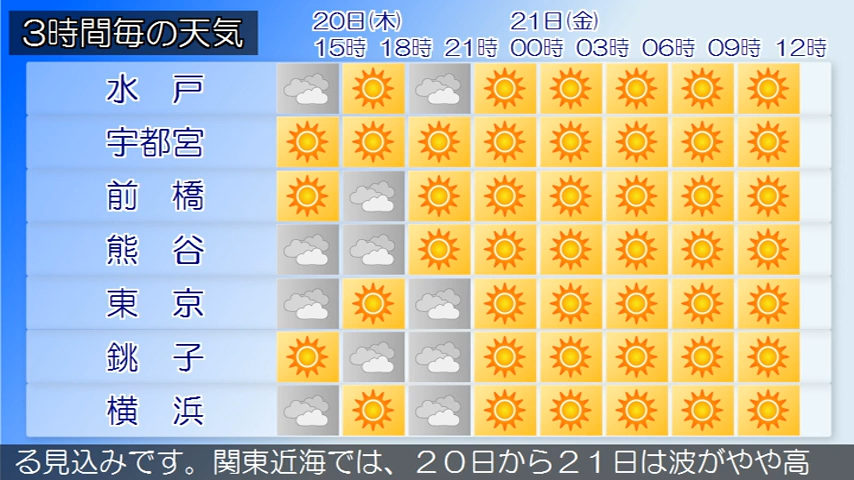 3時間毎の天気
20日(木) 21日(金)
15時 18時 21時 00時 03時 06時 09時 12時
水戸
宇都宮
前橋
熊谷
東京
銚子
横浜
る見込みです。関東近海では、２０日から２１日は波がやや高